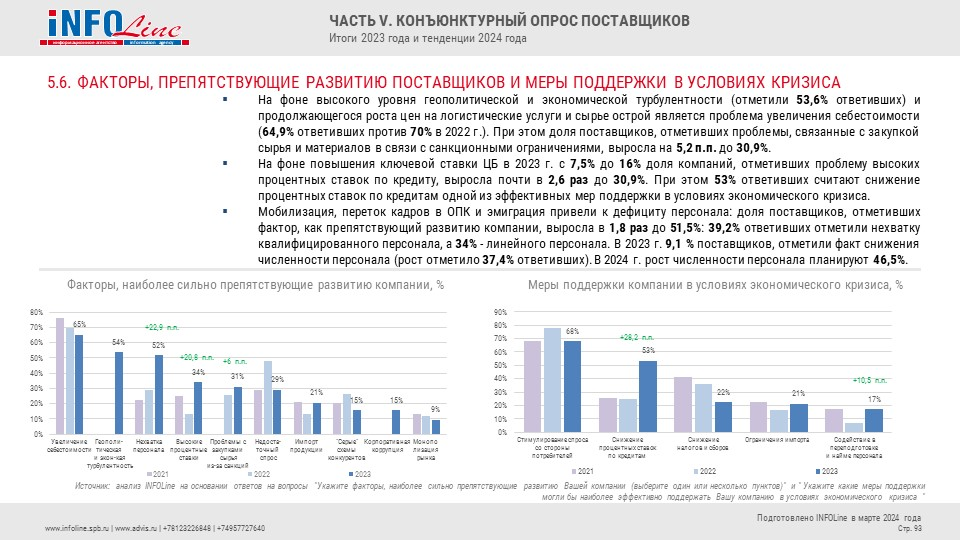 iNFOLine
информационное агентство information agency
ЧАСТЬ V. КОНЪЮНКТУРНЫЙ ОПРОС ПОСТАВЩИКОВ
Итоги 2023 года и тенденции 2024 года
5.6. ФАКТОРЫ, ПРЕПЯТСТВУЮЩИЕ РАЗВИТИЮ ПОСТАВЩИКОВ И МЕРЫ ПОДДЕРЖКИ В УСЛОВИЯХ КРИЗИСА
▪ На фоне высокого уровня геополитической и экономической турбулентности (отметили 53,6% ответивших) и
продолжающегося роста цен на логистические услуги и сырье острой является проблема увеличения себестоимости
(64,9% ответивших против 70% в 2022 г.). При этом доля поставщиков, отметивших проблемы, связанные с закупкой
сырья и материалов в связи с санкционными ограничениями, выросла на 5,2 п.п. до 30,9%.
▪ На фоне повышения ключевой ставки ЦБ в 2023 г. с 7,5% до 16% доля компаний, отметивших проблему высоких
процентных ставок по кредиту, выросла почти в 2,6 раз до 30,9%. При этом 53% ответивших считают снижение
процентных ставок по кредитам одной из эффективных мер поддержки в условиях экономического кризиса.
▪ Мобилизация, переток кадров в ОПК и эмиграция привели к дефициту персонала: доля поставщиков, отметивших
фактор, как препятствующий развитию компании, выросла в 1,8 раз до 51,5%: 39,2% ответивших отметили нехватку
квалифицированного персонала, а 34% - линейного персонала. В 2023 г. 9,1 % поставщиков, отметили факт снижения
численности персонала (рост отметило 37,4% ответивших). В 2024 г. рост численности персонала планируют 46,5%.
Факторы, наиболее сильно препятствующие развитию компании, %
80%
70%
60%
50%
40%
30%
20%
10%
0%
65%
54%
+22,9 п.п.
52%
+20,8 п.п.
34%
+6 п.п.
31%
29%
21%
15%
15%
9%
Увеличение
себестоимости
Геополи-
тическая
и экон-кая
турбулентность
Нехватка
персонала
Высокие
процентные
ставки
Проблемы с
закупками
сырья
из-за санкций
Недоста-
точный
спрос
Импорт
продукции
"Серые"
схемы
конкурентов
Корпоративная
коррупция
Монопо
лизация
рынка
2021 2022 2023
Меры поддержки компании в условиях экономического кризиса, %
90%
80%
70%
60%
50%
40%
30%
20%
10%
0%
68%
+28,2 п.п.
53%
22%
21%
+10,5 п.п.
17%
Стимулирование спроса
со стороны
потребителей
Снижение
процентных ставок
по кредитам
Снижение
налогов и сборов
Ограничения импорта
Содействие в
переподготовке
и найме персонала
2021 2022 2023
Источник: анализ INFOLine на основании ответов на вопросы "Укажите факторы, наиболее сильно препятствующие развитию Вашей компании (выберите один или несколько пунктов)" и "Укажите какие меры поддержки
могли бы наиболее эффективно поддержать Вашу компанию в условиях экономического кризиса "
Подготовлено INFOLine в марте 2024 года
www.infoline.spb.ru | www.advis.ru | +78123226848 | +74957727640
Стр. 93